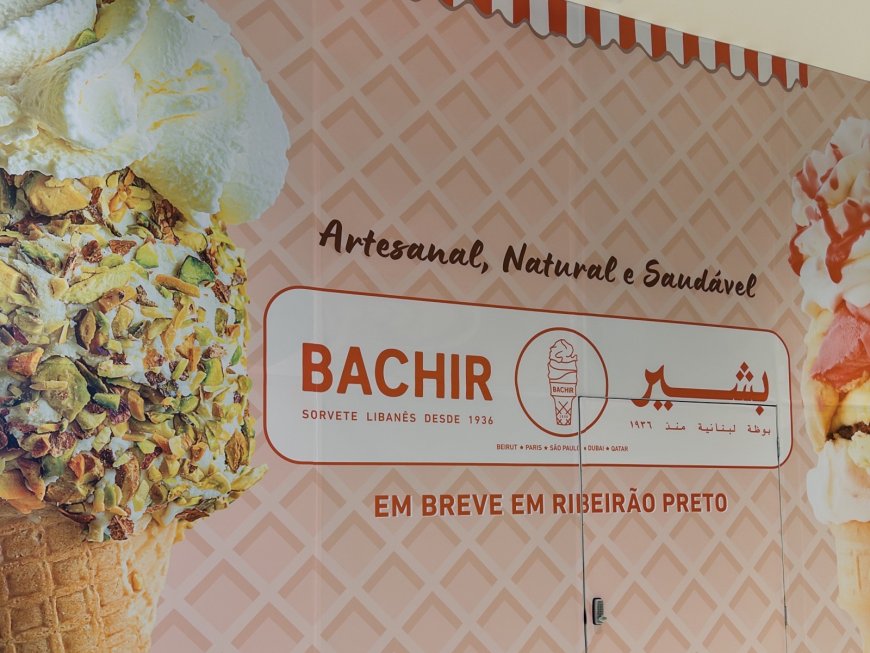 Artesanal, Natural e Saudável
BACHIR
SORVETE LIBANÊS DESDE 1936
BACHIR
بشير
بوظة لبنانية منذ ١٩٣٦
BEIRUT ★ PARIS ★ SÃO PAULO ★ DUBAI ★ QATAR
EM BREVE EM RIBEIRÃO PRETO